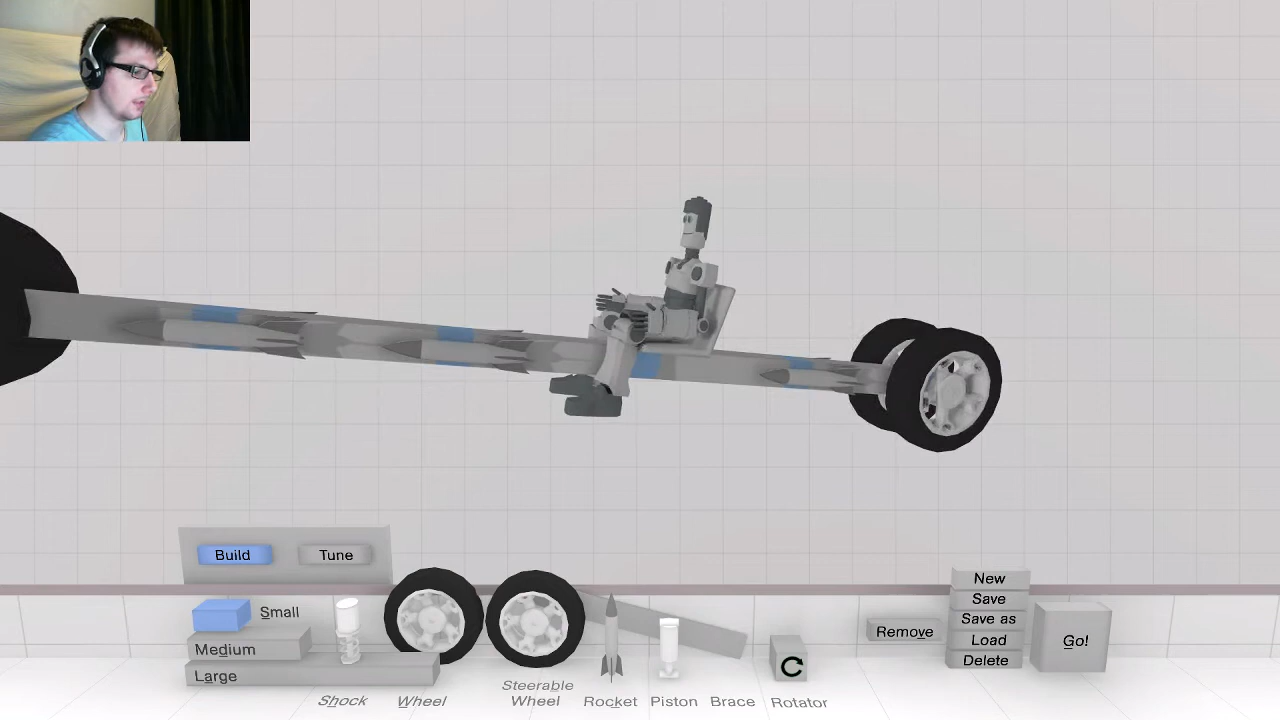 Build
Tune
Small
Medium
Large
Shock
Wheel
Steerable
Wheel
Rocket
Piston
Brace
Rotator
Remove
New
Save
Save as
Load
Delete
Go!